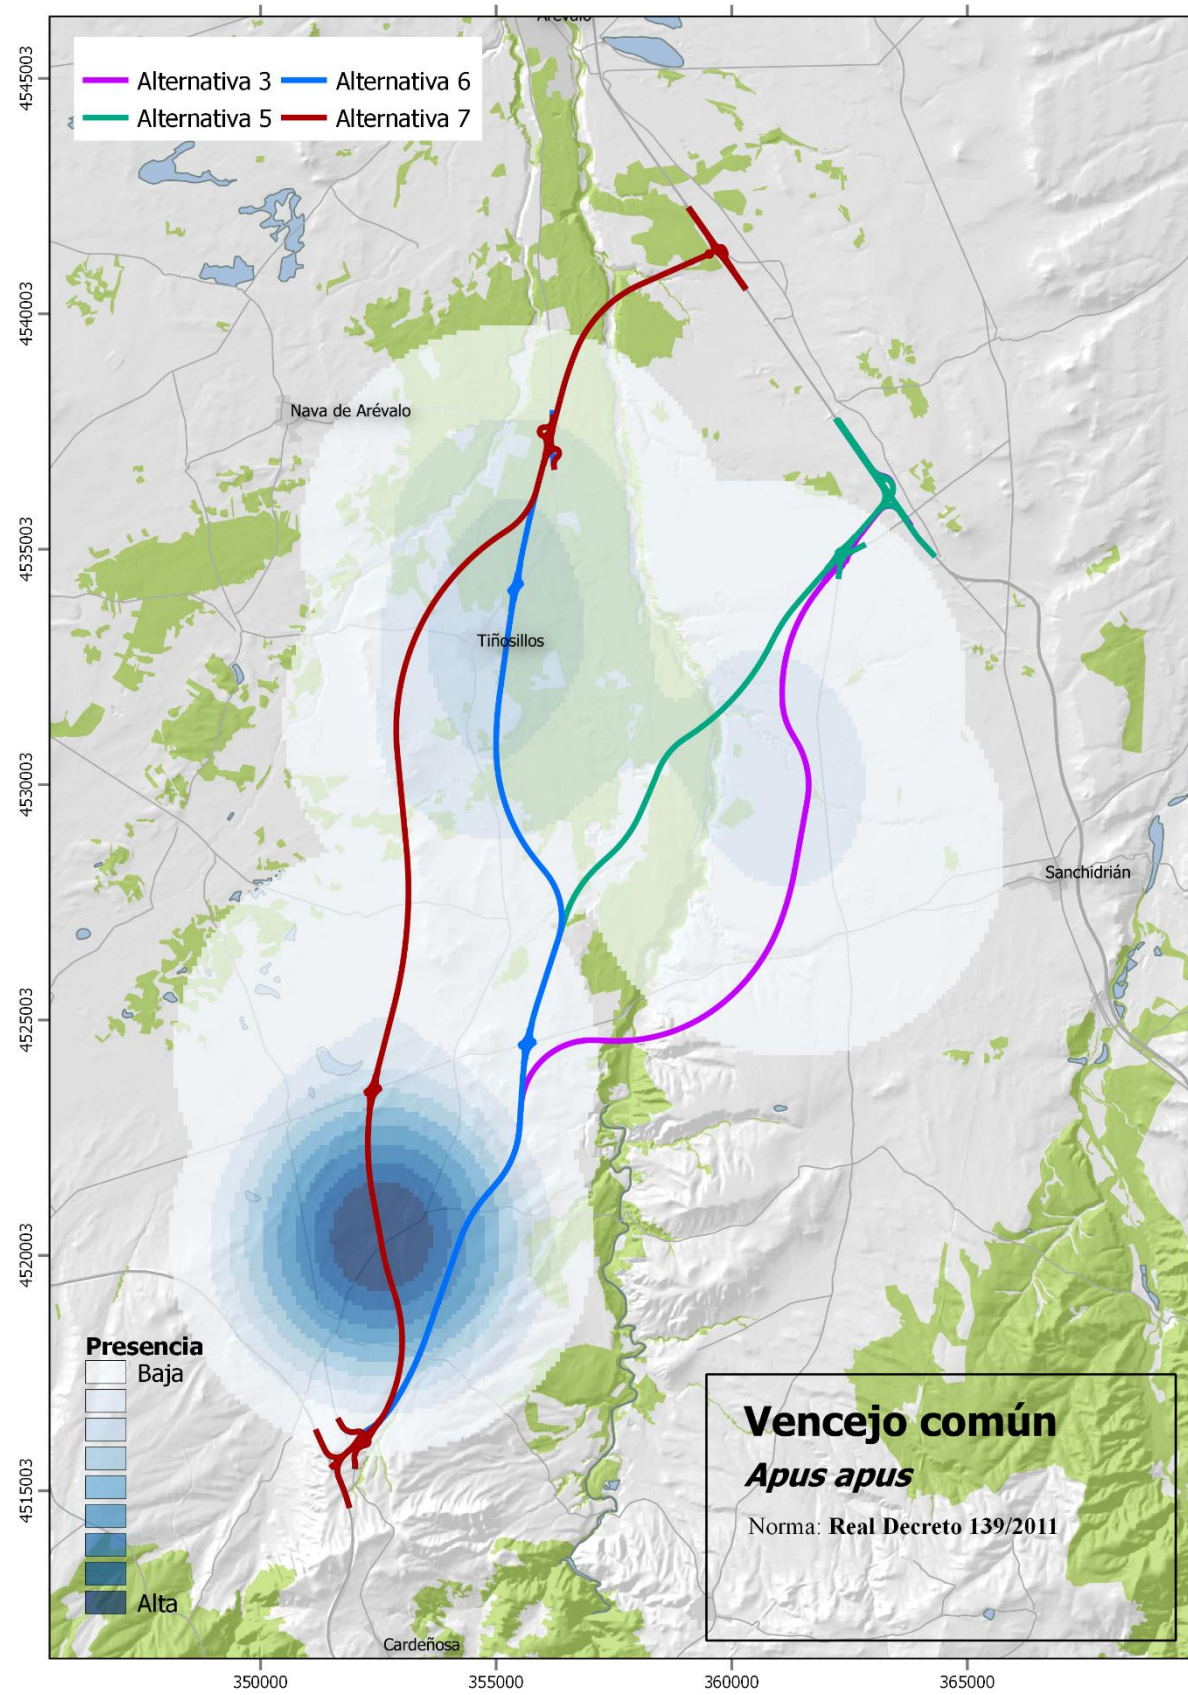 Arévalo
Alternativa 3 Alternativa 6
Alternativa 5 Alternativa 7
4545003
4540003
4535003
4530003
4525003
4520003
4515003
Nava de Arévalo
Tiñosillos
Sanchidrián
Presencia
Baja
Alta
Vencejo común
Apus apus
Norma: Real Decreto 139/2011
Cardeñosa
350000 355000 360000 365000